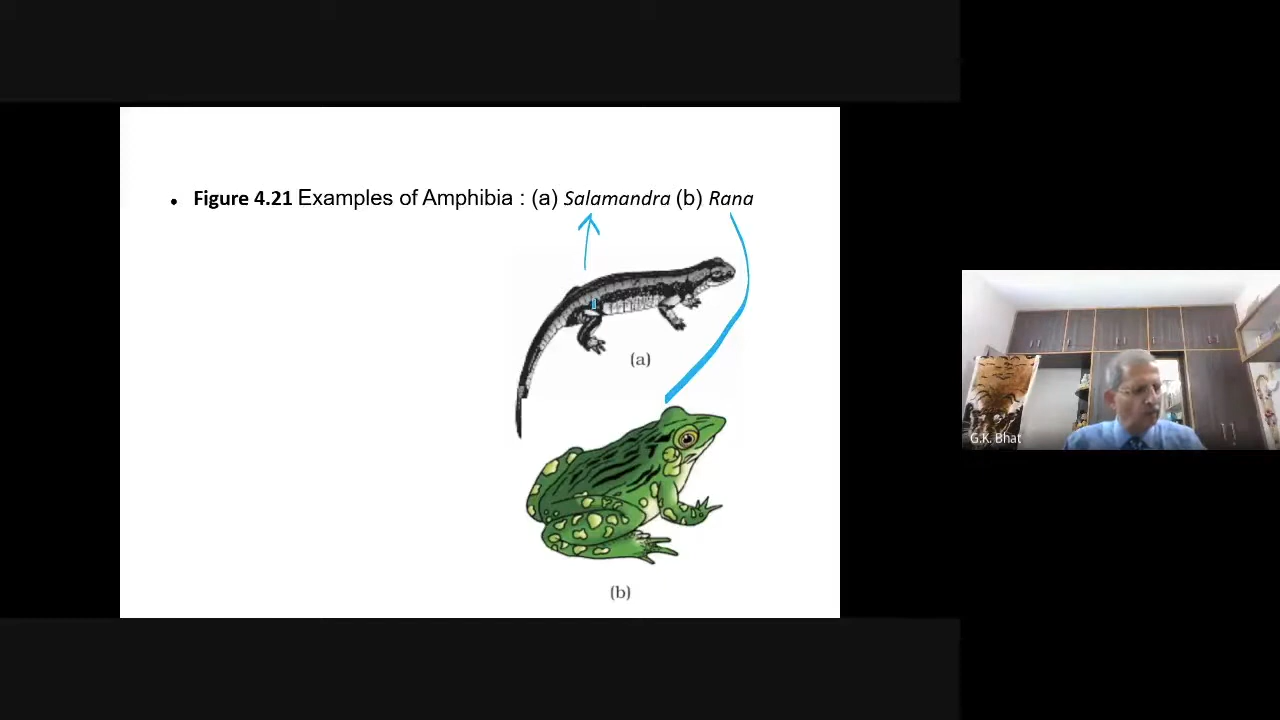 • Figure 4.21 Examples of Amphibia : (a) Salamandra (b) Rana
(a)
(b)
G.K. Bhat